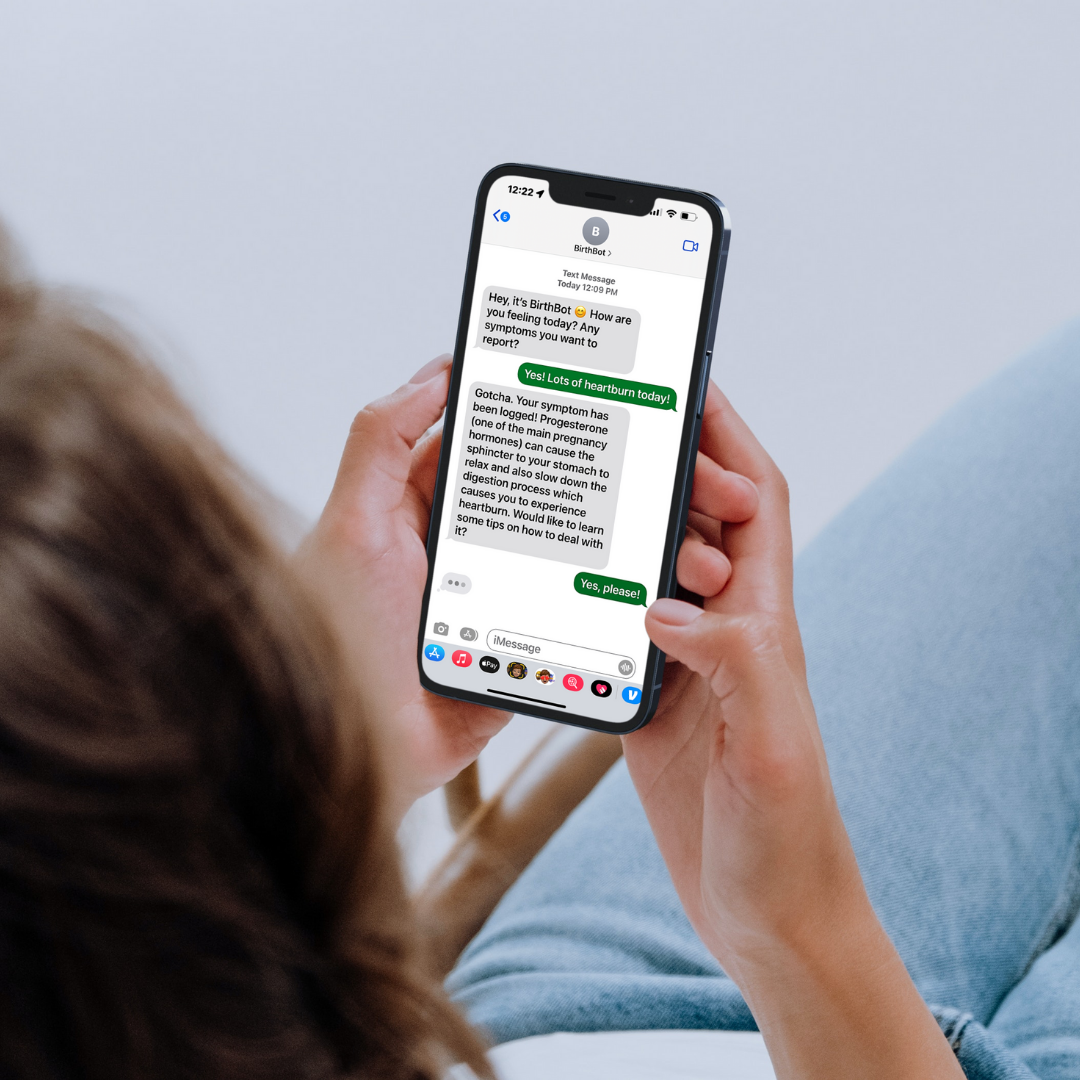 12:22
5
B
BirthBot
Text Message
Today 12:09 PM
Hey, it's BirthBot 😊 How are
you feeling today? Any
symptoms you want to
report?
Yes! Lots of heartburn today!
Gotcha. Your symptom has
been logged! Progesterone
(one of the main pregnancy
hormones) can cause the
sphincter to your stomach to
relax and also slow down the
digestion process which
causes you to experience
heartburn. Would like to learn
some tips on how to deal with
it?
Yes, please!
iMessage
Pay